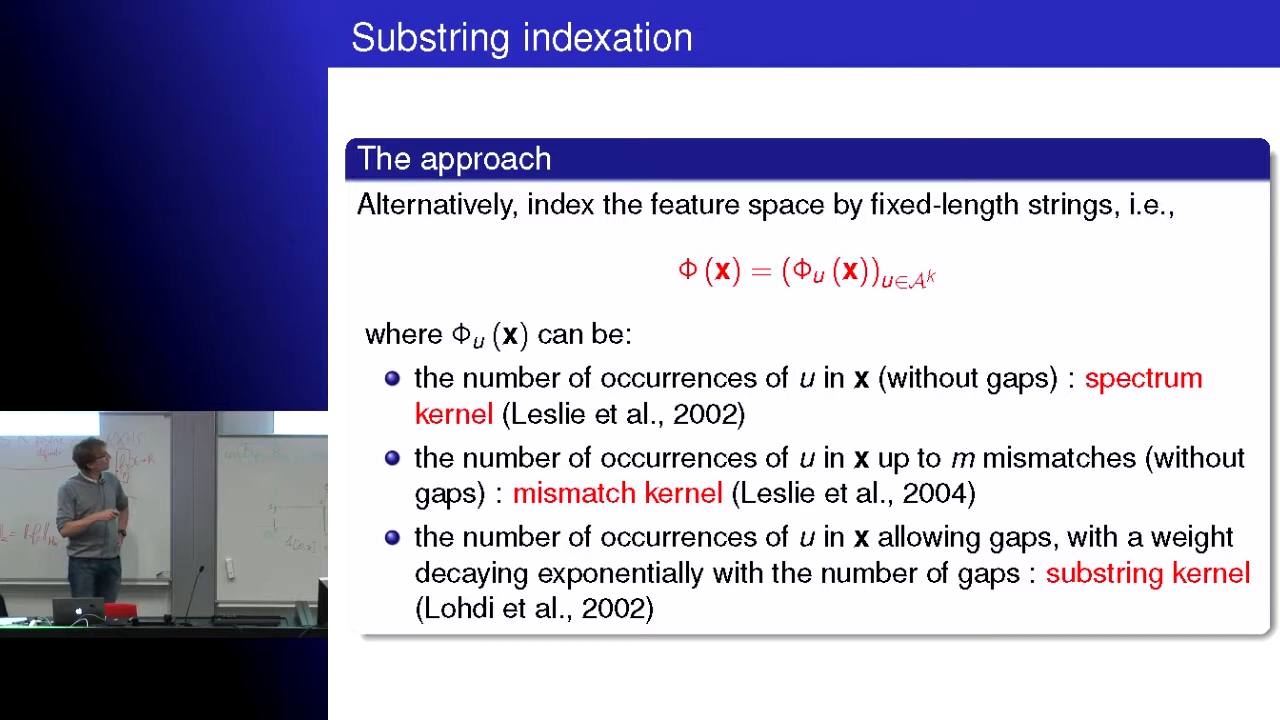 Substring indexation
The approach
Alternatively, index the feature space by fixed-length strings, i.e.,
Φ (x) = (Φu (x))u∈𝒜^k
where Φu (x) can be:
the number of occurrences of u in x (without gaps) : spectrum
kernel (Leslie et al., 2002)
the number of occurrences of u in x up to m mismatches (without
gaps) : mismatch kernel (Leslie et al., 2004)
the number of occurrences of u in x allowing gaps, with a weight
decaying exponentially with the number of gaps : substring kernel
(Lohdi et al., 2002)